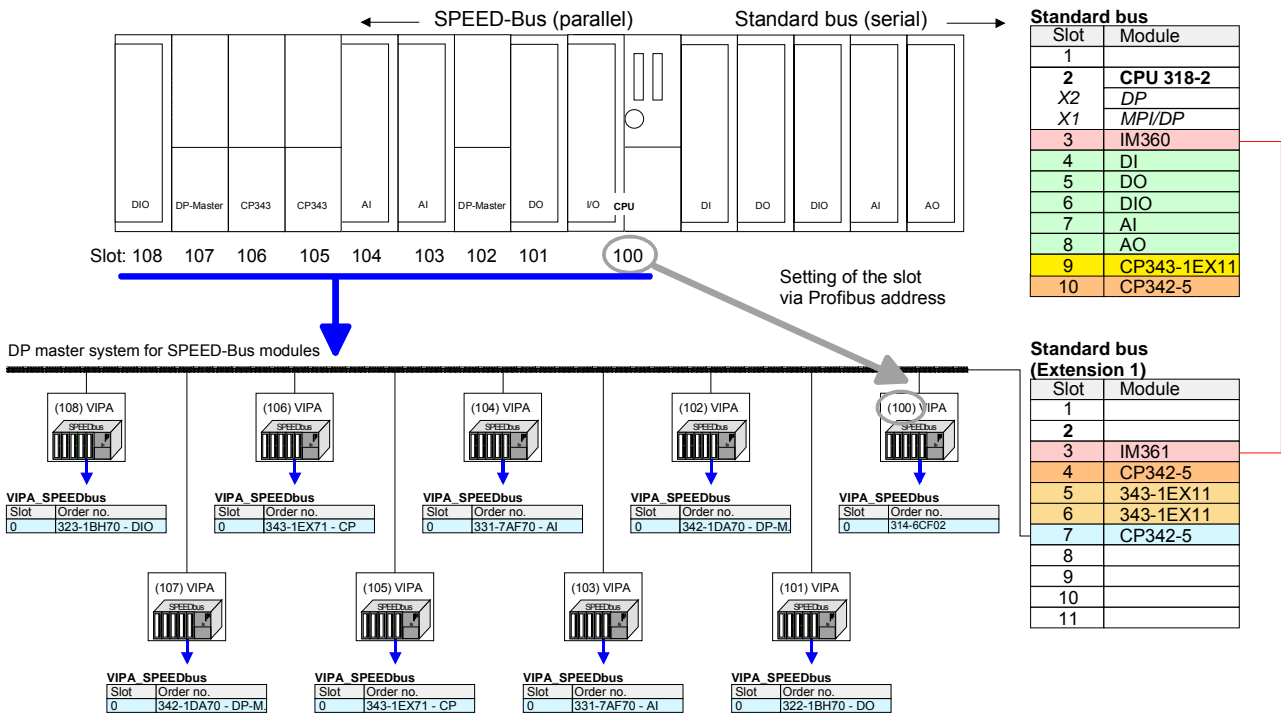 SPEED-Bus (parallel)
Standard bus (serial)
DIO
DP-Master
CP343
CP343
AI
AI
DP-Master
DO
I/O
CPU
DI
DO
DIO
AI
AO
Slot: 108 107 106 105 104 103 102 101 100
Setting of the slot
via Profibus address
Standard bus
Slot Module
1
2 CPU 318-2
X2 DP
X1 MPI/DP
3 IM360
4 DI
5 DO
6 DIO
7 AI
8 AO
9 CP343-1EX11
10 CP342-5
Standard bus
(Extension 1)
Slot Module
1
2
3 IM361
4 CP342-5
5 343-1EX11
6 343-1EX11
7 CP342-5
8
9
10
11
DP master system for SPEED-Bus modules
(108) VIPA
SPEEDbus
VIPA_SPEEDbus
Slot Order no.
0 323-1BH70 - DIO
(106) VIPA
SPEEDbus
VIPA_SPEEDbus
Slot Order no.
0 343-1EX71 - CP
(104) VIPA
SPEEDbus
VIPA_SPEEDbus
Slot Order no.
0 331-7AF70 - AI
(102) VIPA
SPEEDbus
VIPA_SPEEDbus
Slot Order no.
0 342-1DA70 - DP-M.
(100) VIPA
SPEEDbus
VIPA_SPEEDbus
Slot Order no.
0 314-6CF02
(107) VIPA
SPEEDbus
VIPA_SPEEDbus
Slot Order no.
0 342-1DA70 - DP-M.
(105) VIPA
SPEEDbus
VIPA_SPEEDbus
Slot Order no.
0 343-1EX71 - CP
(103) VIPA
SPEEDbus
VIPA_SPEEDbus
Slot Order no.
0 331-7AF70 - AI
(101) VIPA
SPEEDbus
VIPA_SPEEDbus
Slot Order no.
0 322-1BH70 - DO